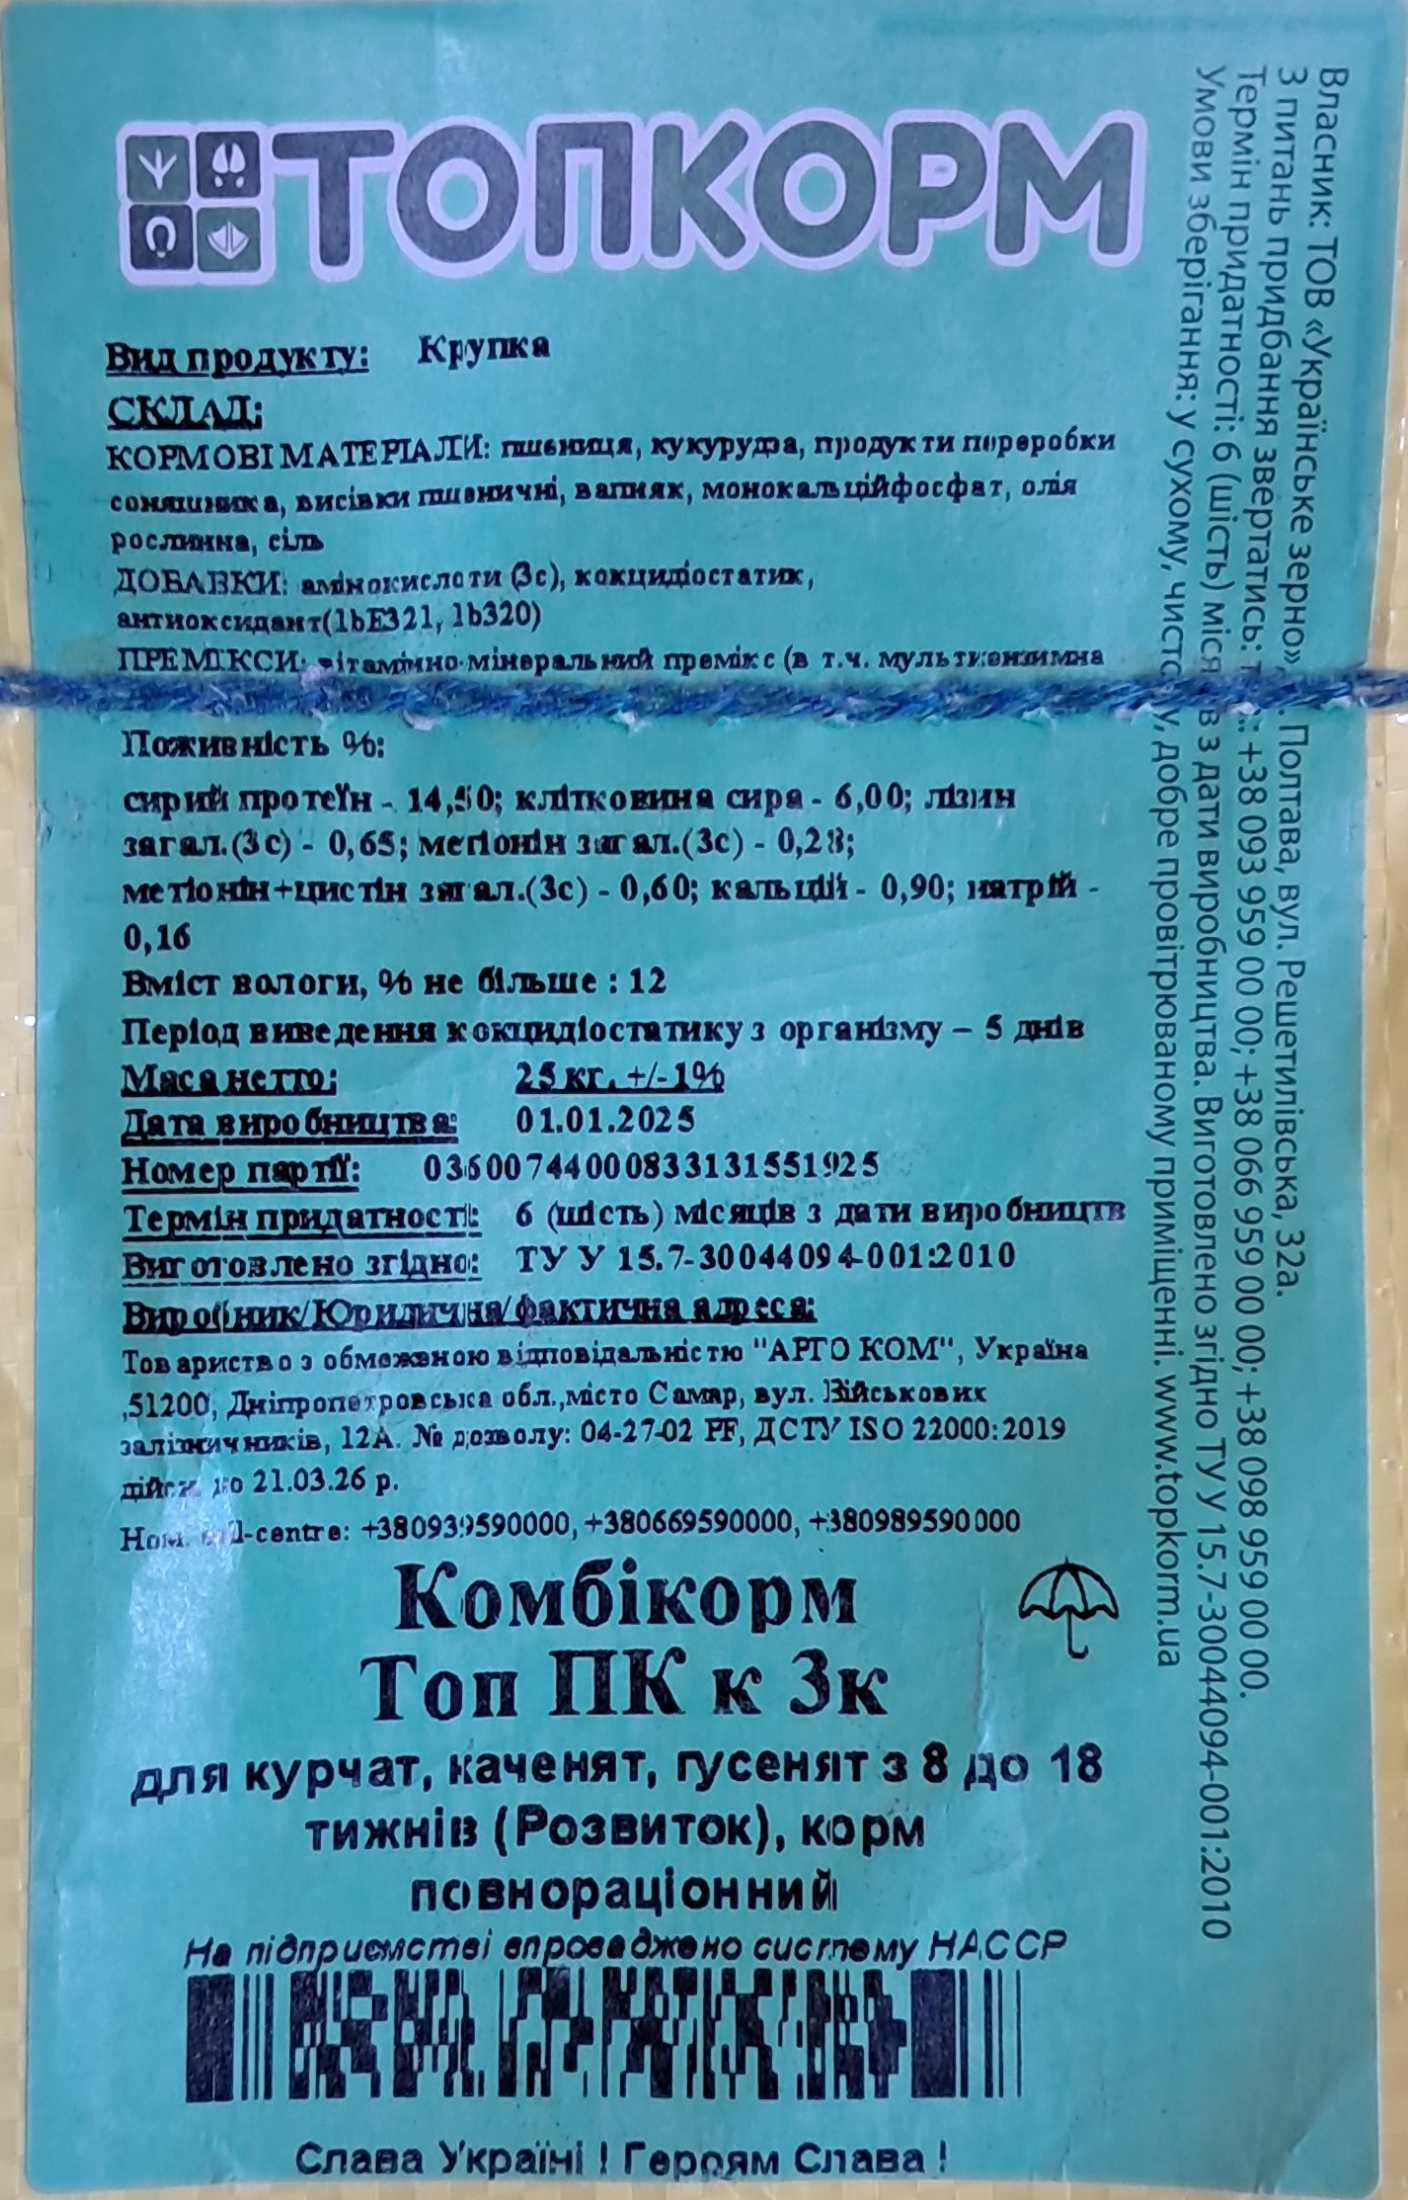 ТОПКОРМ
Вид продукту: Крупка
СКЛАД:
КОРМОВІ МАТЕРІАЛИ: пшениця, кукурудза, продукти переробки
соняшника, висівки пшеничні, вапняк, монокальційфосфат, олія
рослинна, сіль
ДОБАВКИ: амінокислоти (3с), кокцидіостатик,
антиоксидант(1bE321, 1b320)
ПРЕМІКСИ: вітамінно-мінеральний премікс (в т.ч. мультиензимна
Поживність %:
сирий протеїн - 14,50; клітковина сира - 6,00; лізин
загал.(3с) - 0,65; метіонін загал.(3с) - 0,28;
метіонін+цистін загал.(3с) - 0,60; кальцій - 0,90; натрій -
0,16
Вміст вологи, % не більше : 12
Період виведення кокцидіостатику з організму – 5 днів
Маса нетто: 25 кг. +/-1%
Дата виробництва: 01.01.2025
Номер партії: 03600744000833131551925
Термін придатності: 6 (шість) місяців з дати виробництв
Виготовлено згідно: ТУ У 15.7-30044094-001:2010
Виробник/Юридична/фактична адреса:
Товариство з обмеженою відповідальністю "АРГО КОМ", Україна
,51200, Дніпропетровська обл.,місто Самар, вул. Військових
залізничників, 12А. № дозволу: 04-27-02 PF, ДСТУ ISO 22000:2019
дійсн. до 21.03.26 р.
Ном. call-centre: +380939590000, +380669590000, +380989590000
Комбікорм
Топ ПК к 3к
для курчат, каченят, гусенят з 8 до 18
тижнів (Розвиток), корм
повнораціонний
На підприємстві впроваджено систему НАССР
Слава Україні ! Героям Слава !
Власник: ТОВ «Українське зерно», Полтава, вул. Решетилівська, 32а.
З питань придбання звертатись: +38 093 959 00 00; +38 066 959 00 00; +38 098 959 00 00.
Термін придатності: 6 (шість) місяців з дати виробництва. Виготовлено згідно ТУ У 15.7-30044094-001:2010
Умови зберігання: у сухому, чистому, добре провітрюваному приміщенні. www.topkorm.ua